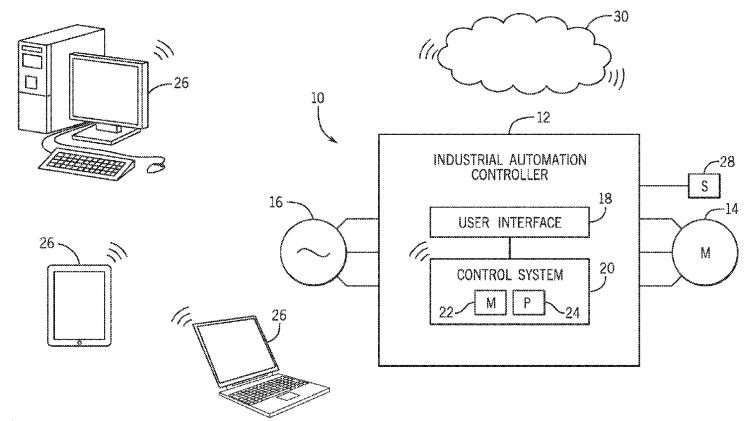 30
26
10
12
INDUSTRIAL AUTOMATION
CONTROLLER
28
S
16
18
14
USER INTERFACE
M
26
CONTROL SYSTEM
20
22
M
P
24
26